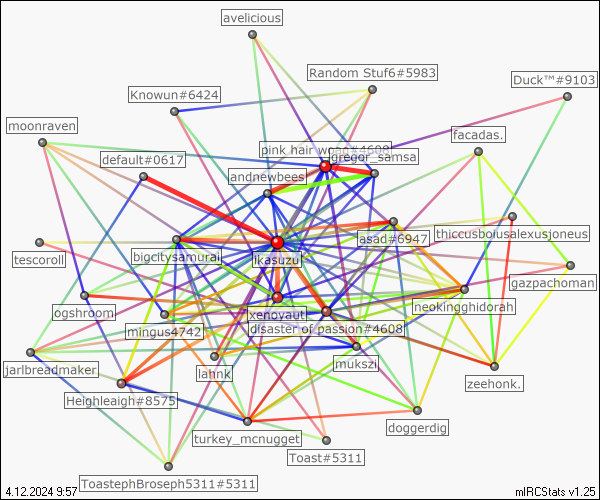 avelicious
Random Stuf6#5983
Duck™#9103
Knowun#6424
moonraven
facadas.
pink hair woag#4608
gregor_samsa
default#0617
andnewbees
thiccusboiusalexusjoneus
asad#6947
bigcitysamurai
ikasuzu
tescoroll
gazpachoman
ogshroom
xenovaut
neokingghidorah
mingus4742
disaster of passion#4608
jarlbreadmaker
lahnk
mukszi
zeehonk.
Heighleaigh#8575
doggerdig
turkey_mcnugget
Toast#5311
ToastephBroseph5311#5311
4.12.2024 9:57
mIRCStats v1.25